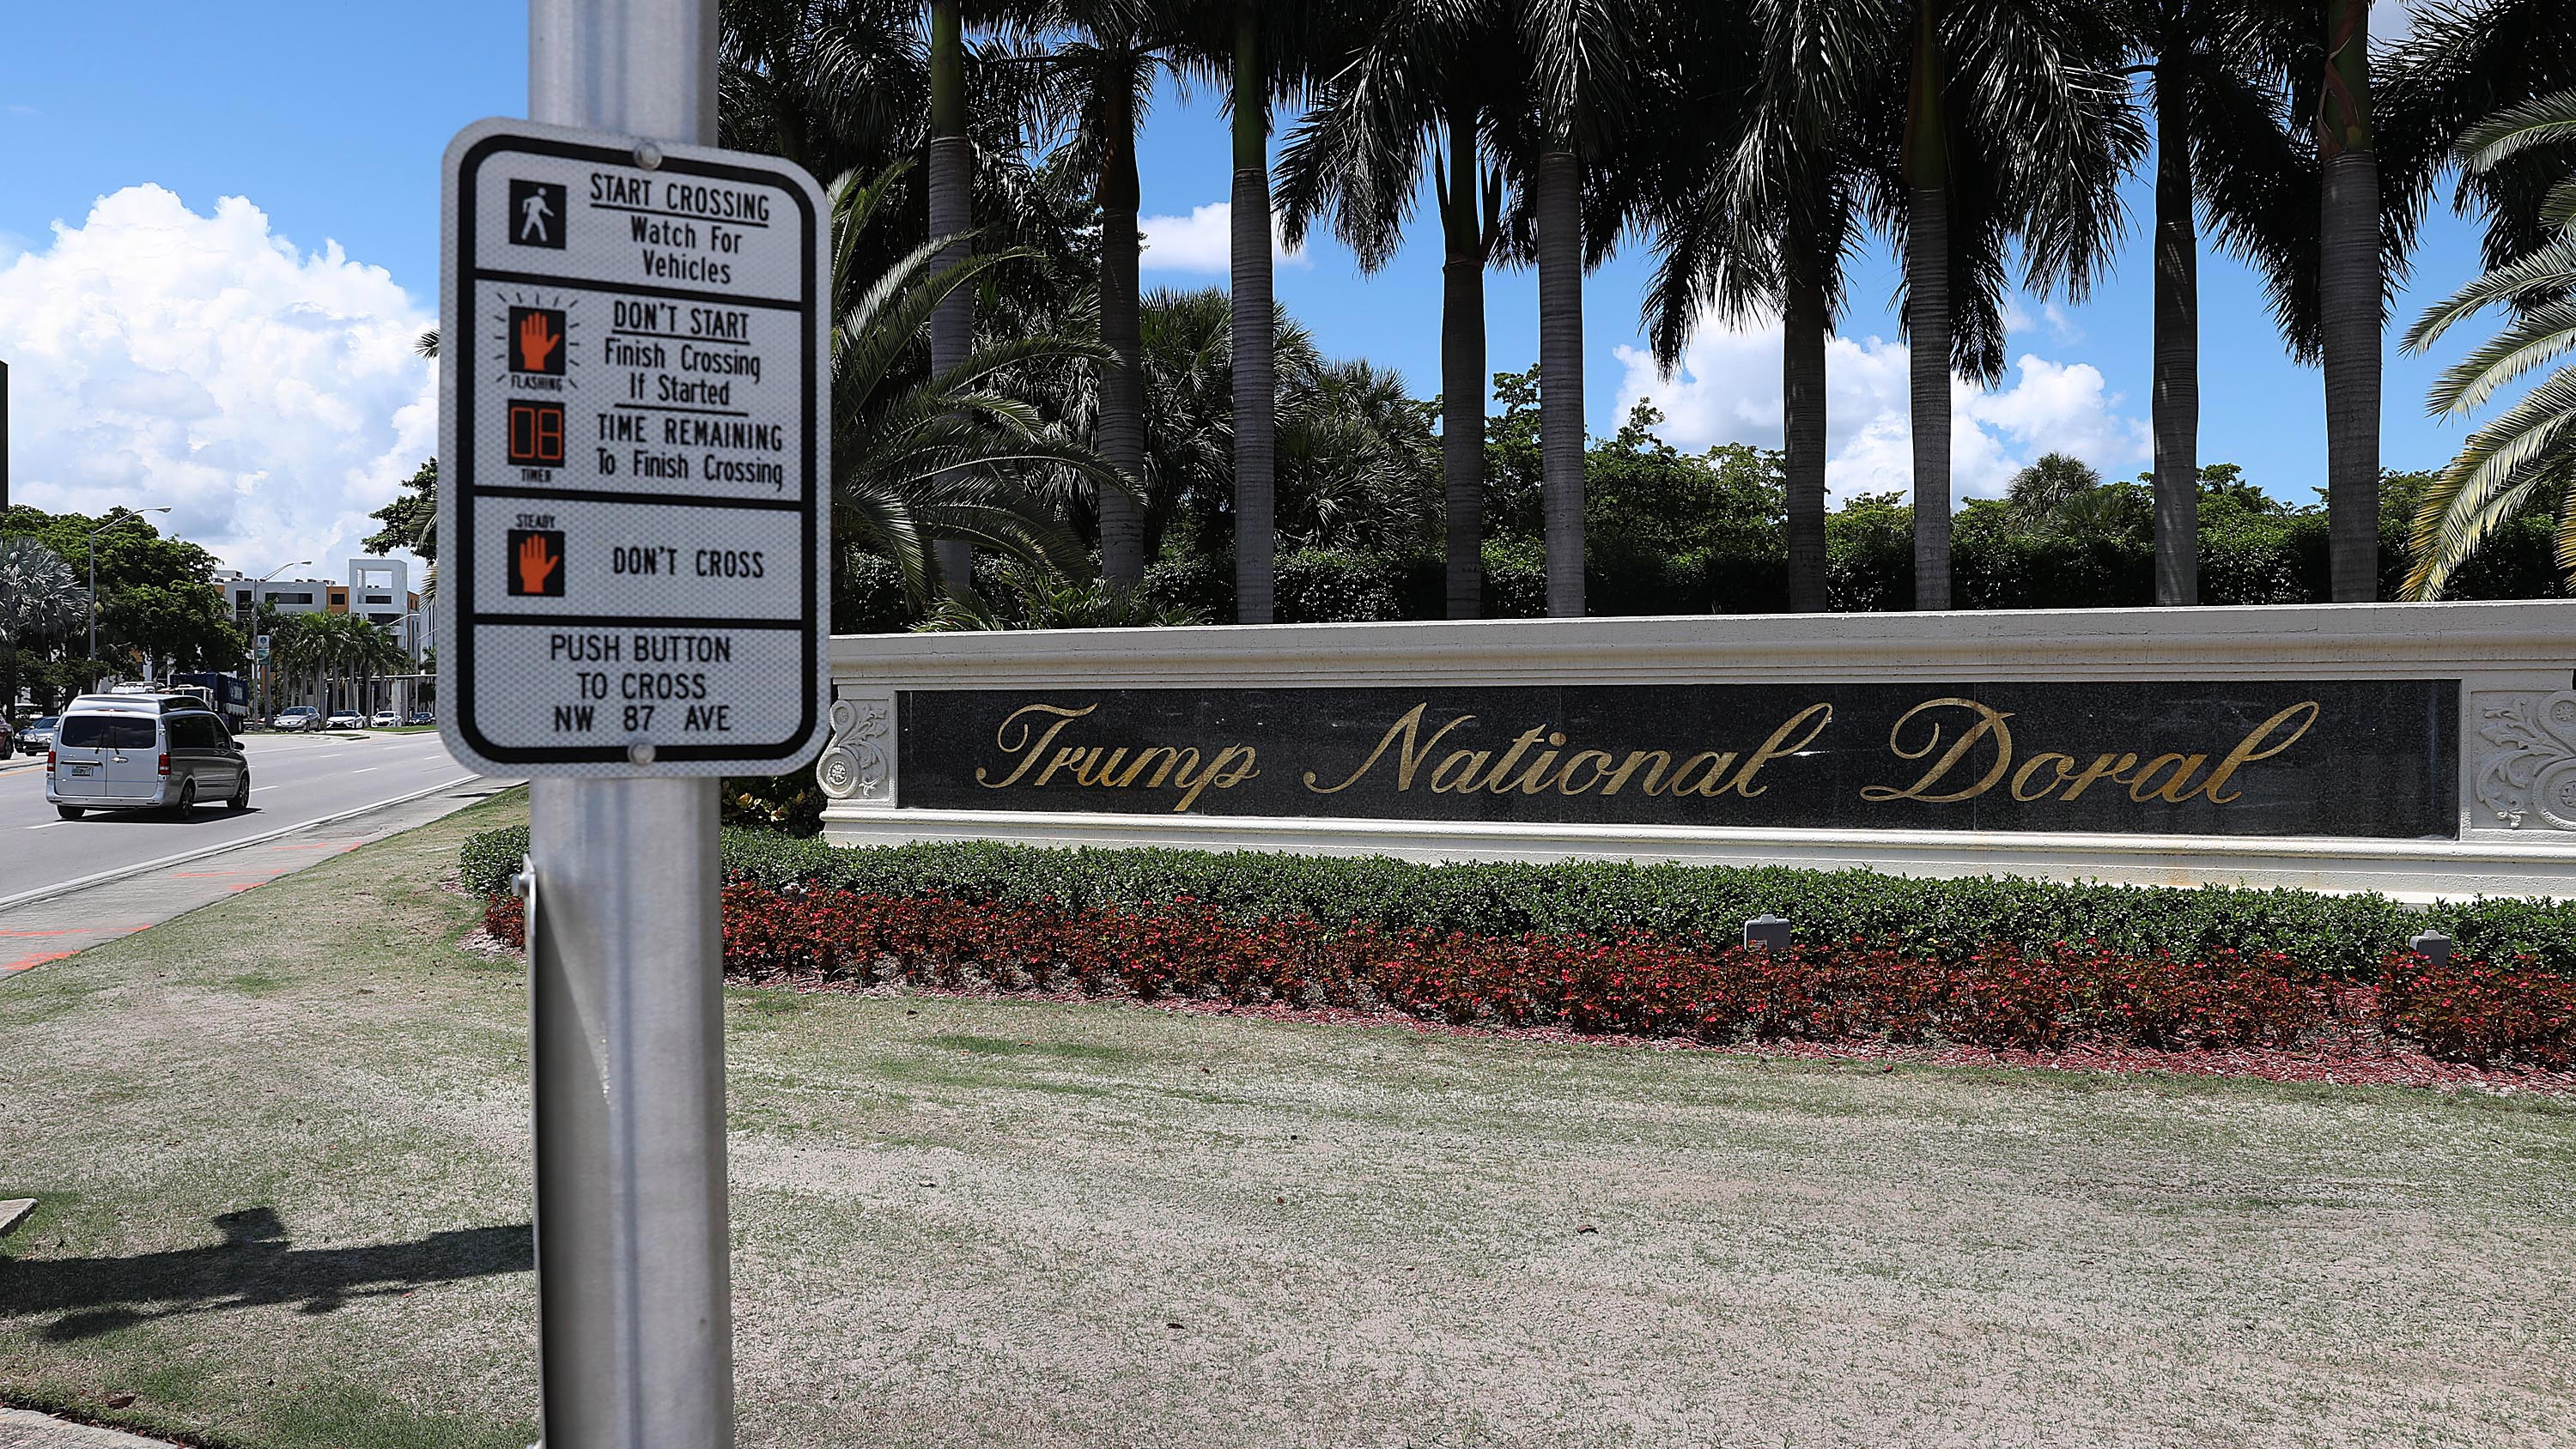 START CROSSING
Watch For
Vehicles
DON'T START
Finish Crossing
If Started
FLASHING
TIME REMAINING
To Finish Crossing
08
TIMER
STEADY
DON'T CROSS
PUSH BUTTON
TO CROSS
NW 87 AVE
Trump National Doral